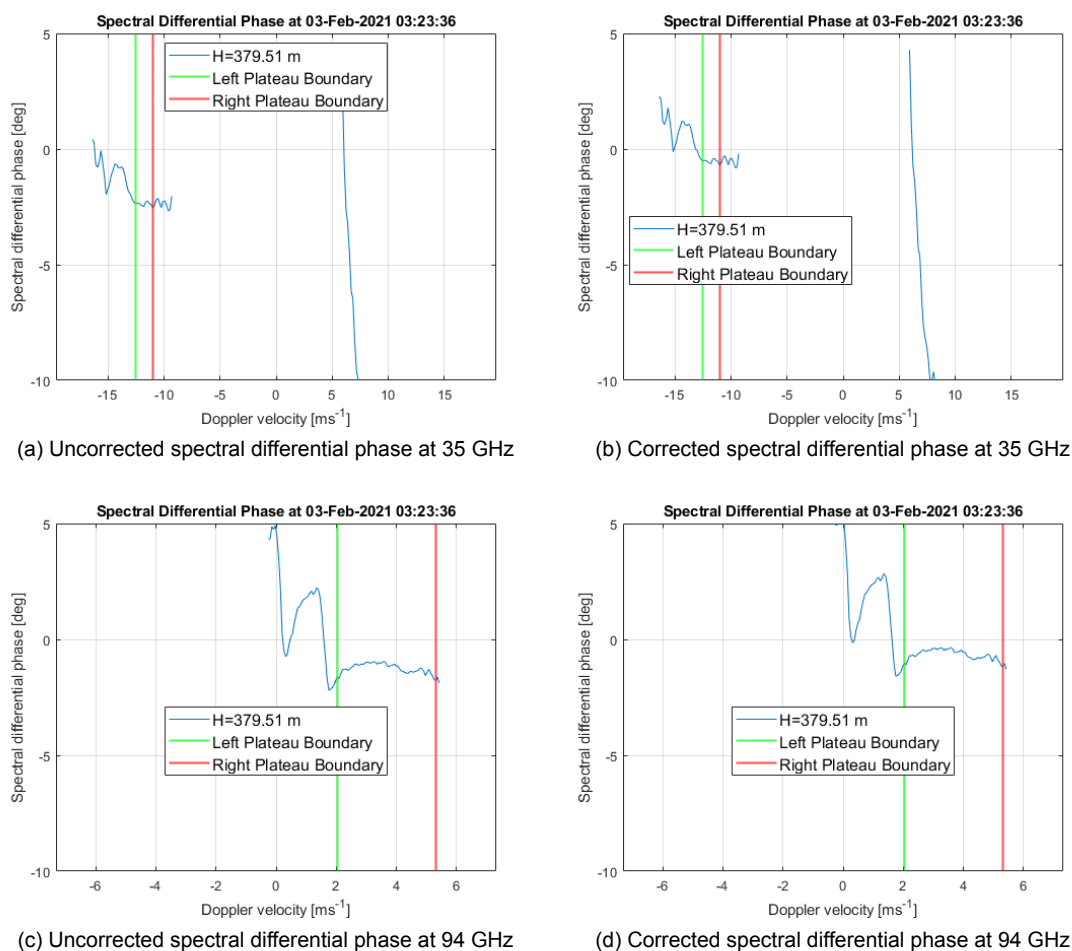 Spectral Differential Phase at 03-Feb-2021 03:23:36
Spectral differential phase [deg]
5
0
-5
-10
H=379.51 m
Left Plateau Boundary
Right Plateau Boundary
-15 -10 -5 0 5 10 15
Doppler velocity [ms-1]
(a) Uncorrected spectral differential phase at 35 GHz
Spectral Differential Phase at 03-Feb-2021 03:23:36
Spectral differential phase [deg]
5
0
-5
-10
H=379.51 m
Left Plateau Boundary
Right Plateau Boundary
-15 -10 -5 0 5 10 15
Doppler velocity [ms-1]
(b) Corrected spectral differential phase at 35 GHz
Spectral Differential Phase at 03-Feb-2021 03:23:36
Spectral differential phase [deg]
5
0
-5
-10
H=379.51 m
Left Plateau Boundary
Right Plateau Boundary
-6 -4 -2 0 2 4 6
Doppler velocity [ms-1]
(c) Uncorrected spectral differential phase at 94 GHz
Spectral Differential Phase at 03-Feb-2021 03:23:36
Spectral differential phase [deg]
5
0
-5
-10
H=379.51 m
Left Plateau Boundary
Right Plateau Boundary
-6 -4 -2 0 2 4 6
Doppler velocity [ms-1]
(d) Corrected spectral differential phase at 94 GHz